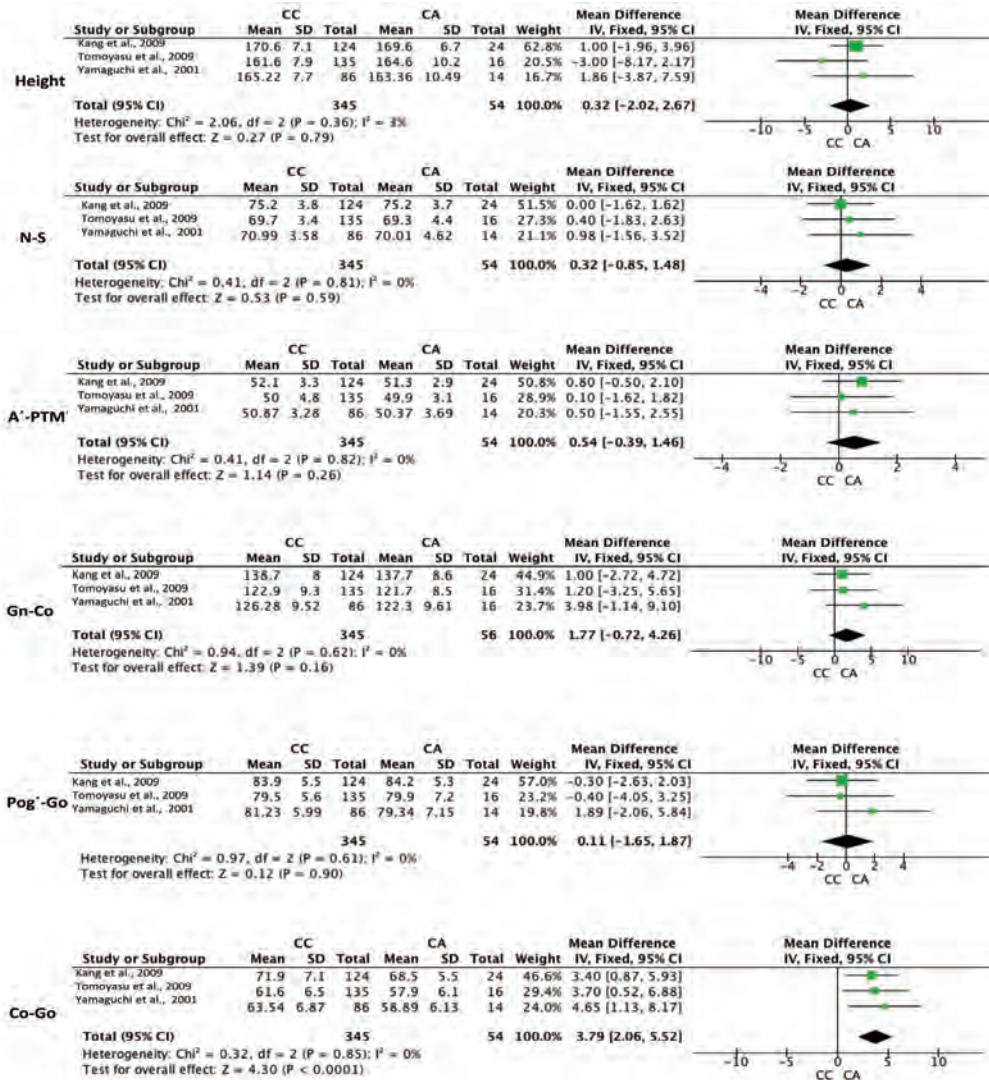 CC CA Mean Difference Mean Difference
Study or Subgroup Mean SD Total Mean SD Total Weight IV, Fixed, 95% CI IV, Fixed, 95% CI
Kang et al., 2009 170.6 7.1 124 169.6 6.7 24 62.8% 1.00 [-1.96, 3.96]
Tomoyasu et al., 2009 161.6 7.9 135 164.6 10.2 16 20.5% -3.00 [-8.17, 2.17]
Yamaguchi et al., 2001 165.22 7.7 86 163.36 10.49 14 16.7% 1.86 [-3.87, 7.59]
Height
Total (95% CI) 345 54 100.0% 0.32 [-2.02, 2.67]
Heterogeneity: Chi² = 2.06, df = 2 (P = 0.36); I² = 3%
Test for overall effect: Z = 0.27 (P = 0.79)
-10 -5 0 5 10
CC CA
CC CA Mean Difference Mean Difference
Study or Subgroup Mean SD Total Mean SD Total Weight IV, Fixed, 95% CI IV, Fixed, 95% CI
Kang et al., 2009 75.2 3.8 124 75.2 3.7 24 51.5% 0.00 [-1.62, 1.62]
Tomoyasu et al., 2009 69.7 3.4 135 69.3 4.4 16 27.3% 0.40 [-1.83, 2.63]
Yamaguchi et al., 2001 70.99 3.58 86 70.01 4.62 14 21.1% 0.98 [-1.56, 3.52]
N-S
Total (95% CI) 345 54 100.0% 0.32 [-0.85, 1.48]
Heterogeneity: Chi² = 0.41, df = 2 (P = 0.81); I² = 0%
Test for overall effect: Z = 0.53 (P = 0.59)
-4 -2 0 2 4
CC CA
CC CA Mean Difference Mean Difference
Study or Subgroup Mean SD Total Mean SD Total Weight IV, Fixed, 95% CI IV, Fixed, 95% CI
Kang et al., 2009 52.1 3.3 124 51.3 2.9 24 50.8% 0.80 [-0.50, 2.10]
Tomoyasu et al., 2009 50 4.8 135 49.9 3.1 16 28.9% 0.10 [-1.62, 1.82]
Yamaguchi et al., 2001 50.87 3.28 86 50.37 3.69 14 20.3% 0.50 [-1.55, 2.55]
A´-PTM´
Total (95% CI) 345 54 100.0% 0.54 [-0.39, 1.46]
Heterogeneity: Chi² = 0.41, df = 2 (P = 0.82); I² = 0%
Test for overall effect: Z = 1.14 (P = 0.26)
-4 -2 0 2 4
CC CA
CC CA Mean Difference Mean Difference
Study or Subgroup Mean SD Total Mean SD Total Weight IV, Fixed, 95% CI IV, Fixed, 95% CI
Kang et al., 2009 138.7 8 124 137.7 8.6 24 44.9% 1.00 [-2.72, 4.72]
Tomoyasu et al., 2009 122.9 9.3 135 121.7 8.5 16 31.4% 1.20 [-3.25, 5.65]
Yamaguchi et al., 2001 126.28 9.52 86 122.3 9.61 16 23.7% 3.98 [-1.14, 9.10]
Gn-Co
Total (95% CI) 345 56 100.0% 1.77 [-0.72, 4.26]
Heterogeneity: Chi² = 0.94, df = 2 (P = 0.62); I² = 0%
Test for overall effect: Z = 1.39 (P = 0.16)
-10 -5 0 5 10
CC CA
CC CA Mean Difference Mean Difference
Study or Subgroup Mean SD Total Mean SD Total Weight IV, Fixed, 95% CI IV, Fixed, 95% CI
Kang et al., 2009 83.9 5.5 124 84.2 5.3 24 57.0% -0.30 [-2.63, 2.03]
Tomoyasu et al., 2009 79.5 5.6 135 79.9 7.2 16 23.2% -0.40 [-4.05, 3.25]
Pog´-Go Yamaguchi et al., 2001 81.23 5.99 86 79.34 7.15 14 19.8% 1.89 [-2.06, 5.84]
345 54 100.0% 0.11 [-1.65, 1.87]
Heterogeneity: Chi² = 0.97, df = 2 (P = 0.61); I² = 0%
Test for overall effect: Z = 0.12 (P = 0.90)
-4 -2 0 2 4
CC CA
CC CA Mean Difference Mean Difference
Study or Subgroup Mean SD Total Mean SD Total Weight IV, Fixed, 95% CI IV, Fixed, 95% CI
Kang et al., 2009 71.9 7.1 124 68.5 5.5 24 46.6% 3.40 [0.87, 5.93]
Tomoyasu et al., 2009 61.6 6.5 135 57.9 6.1 16 29.4% 3.70 [0.52, 6.88]
Yamaguchi et al., 2001 63.54 6.87 86 58.89 6.13 14 24.0% 4.65 [1.13, 8.17]
Co-Go
Total (95% CI) 345 54 100.0% 3.79 [2.06, 5.52]
Heterogeneity: Chi² = 0.32, df = 2 (P = 0.85); I² = 0%
Test for overall effect: Z = 4.30 (P < 0.0001)
-10 -5 0 5 10
CC CA